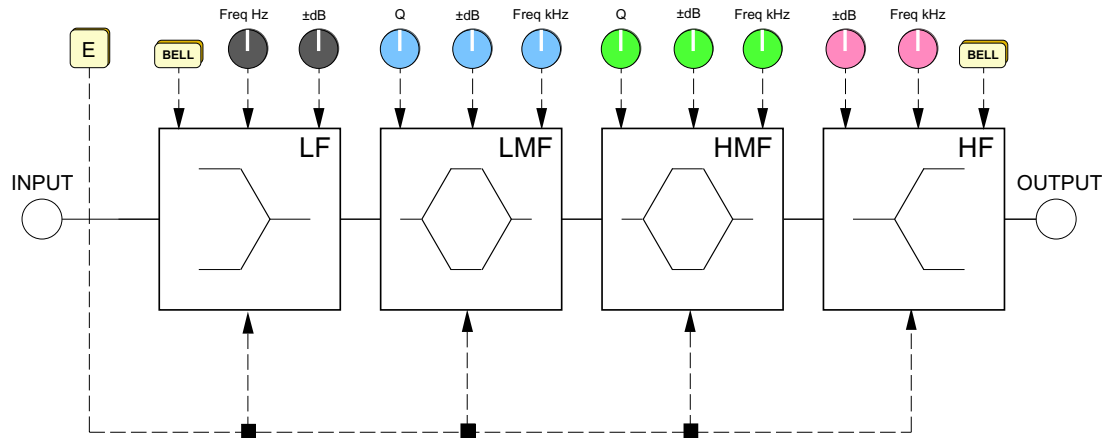 Freq Hz
±dB
Q
±dB
Freq kHz
Q
±dB
Freq kHz
±dB
Freq kHz
E
BELL
BELL
LF
LMF
HMF
HF
INPUT
OUTPUT